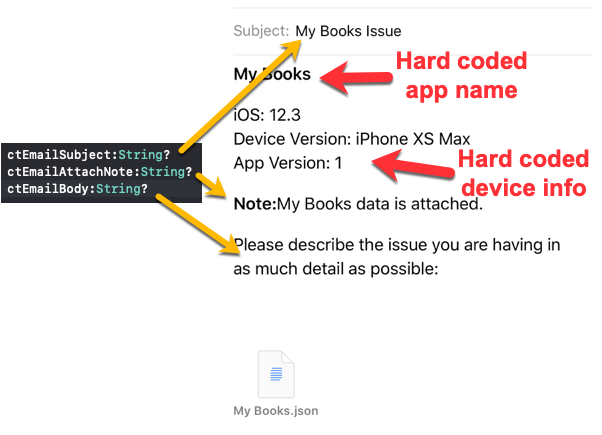 Subject: My Books Issue
My Books
Hard coded
app name
iOS: 12.3
Device Version: iPhone XS Max
App Version: 1
Hard coded
device info
ctEmailSubject:String?
ctEmailAttachNote:String?
ctEmailBody:String?
Note:My Books data is attached.
Please describe the issue you are having in
as much detail as possible:
My Books.json